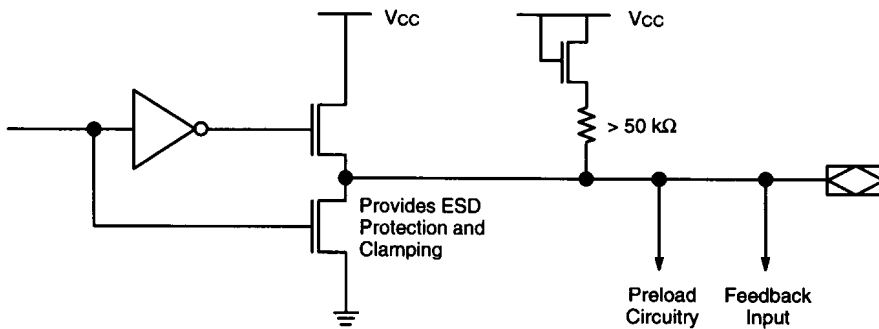 Vcc
Vcc
> 50 kΩ
Provides ESD
Protection and
Clamping
Preload
Circuitry
Feedback
Input